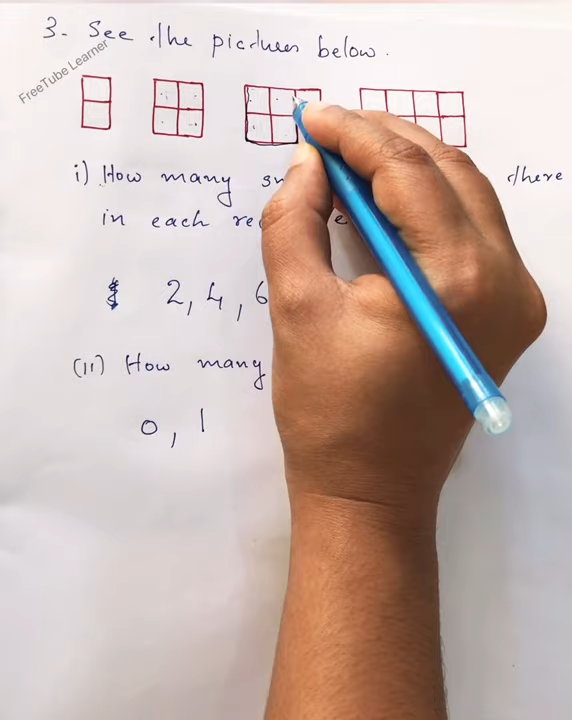 3. See the pictures below.
FreeTube Learner
i) How many there
in each
2, 4, 6
(ii) How many
0, 1